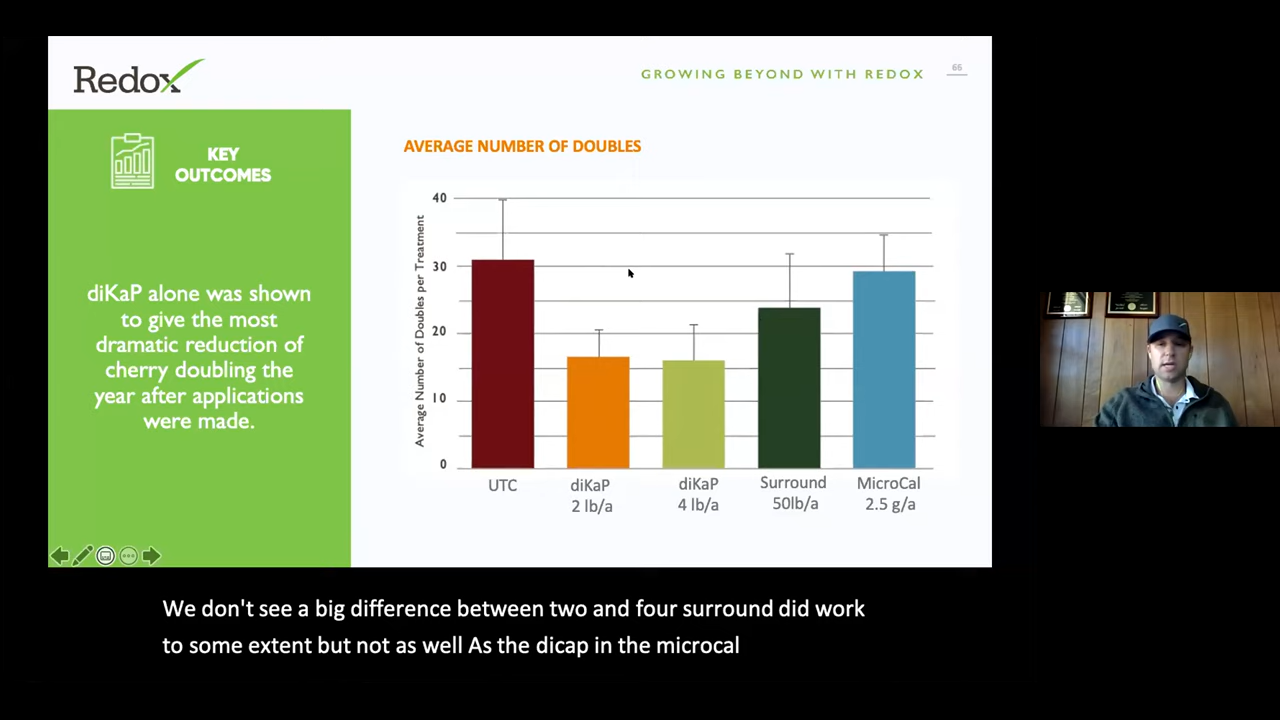 Redox
GROWING BEYOND WITH REDOX
66
KEY
OUTCOMES
diKaP alone was shown
to give the most
dramatic reduction of
cherry doubling the
year after applications
were made.
AVERAGE NUMBER OF DOUBLES
Average Number of Doubles per Treatment
40
30
20
10
0
UTC
diKaP
2 lb/a
diKaP
4 lb/a
Surround
50lb/a
MicroCal
2.5 g/a
We don't see a big difference between two and four surround did work
to some extent but not as well As the dicap in the microcal